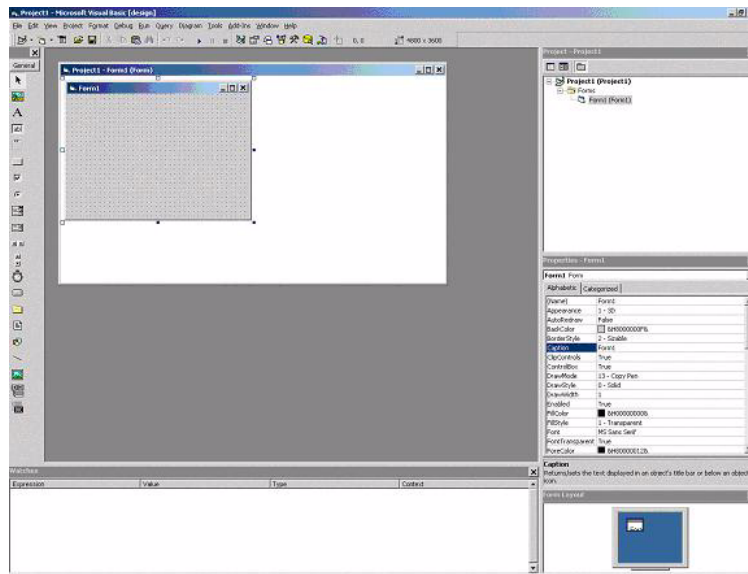 Project1 - Microsoft Visual Basic [design]
File Edit View Project Format Debug Run Query Diagram Tools Add-Ins Window Help
0, 0 4800 x 3600
General
A
Project1 - Form1 (Form)
Form1
Project - Project1
Project1 (Project1)
Forms
Form1 (Form1)
Properties - Form1
Form1 Form
Alphabetic Categorized
(Name) Form1
Appearance 1 - 3D
AutoRedraw False
BackColor &H8000000F&
BorderStyle 2 - Sizable
Caption Form1
ClipControls True
ControlBox True
DrawMode 13 - Copy Pen
DrawStyle 0 - Solid
DrawWidth 1
Enabled True
FillColor &H00000000&
FillStyle 1 - Transparent
Font MS Sans Serif
FontTransparent True
ForeColor &H80000012&
Caption
Returns/sets the text displayed in an object's title bar or below an object's
icon.
Form Layout
Watches
Expression Value Type Context